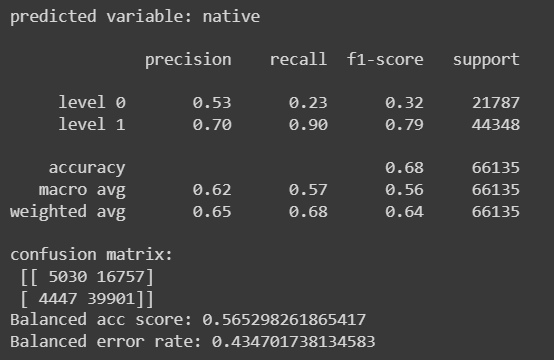 predicted variable: native
precision recall f1-score support
level 0 0.53 0.23 0.32 21787
level 1 0.70 0.90 0.79 44348
accuracy 0.68 66135
macro avg 0.62 0.57 0.56 66135
weighted avg 0.65 0.68 0.64 66135
confusion matrix:
[[ 5030 16757]
[ 4447 39901]]
Balanced acc score: 0.565298261865417
Balanced error rate: 0.434701738134583